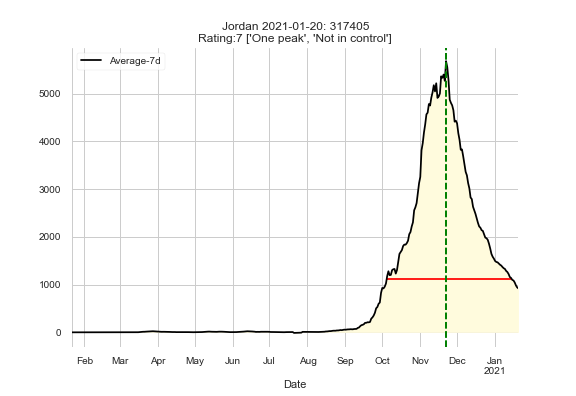 Jordan 2021-01-20: 317405
Rating:7 ['One peak', 'Not in control']
Average-7d
5000
4000
3000
2000
1000
0
Feb Mar Apr May Jun Jul Aug Sep Oct Nov Dec Jan
2021
Date